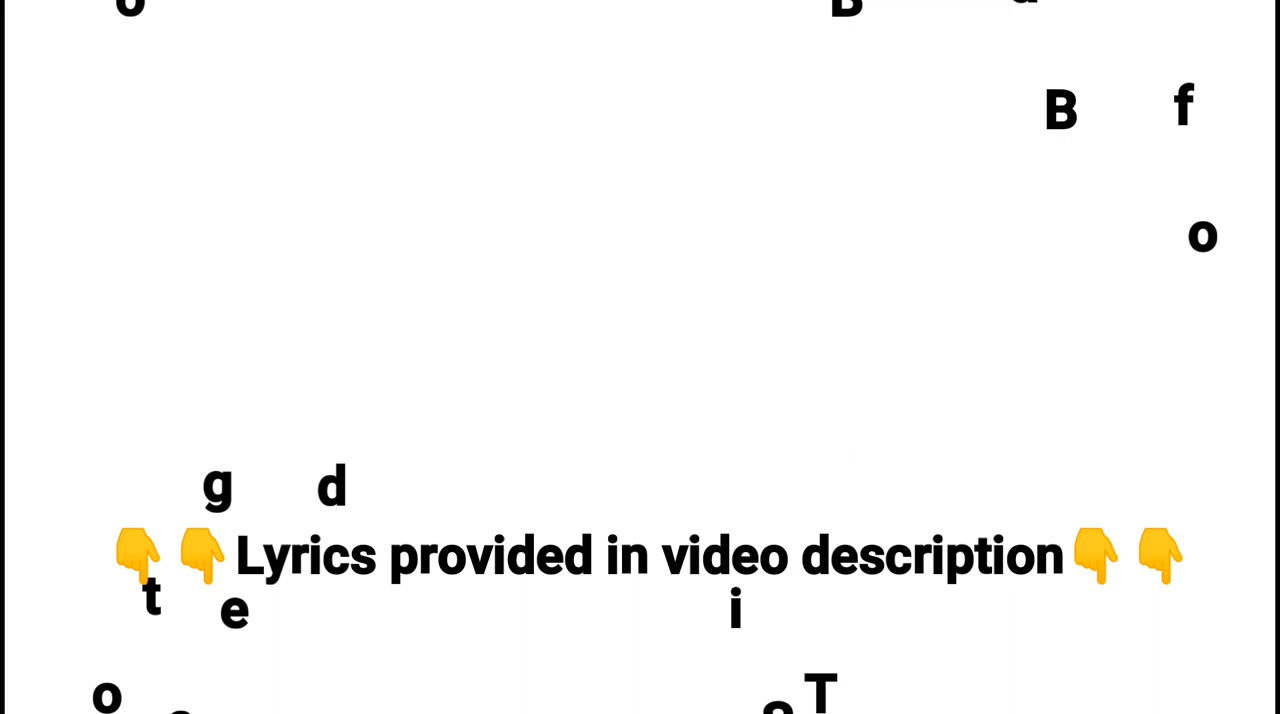 B f
o
g d
👇👇Lyrics provided in video description👇👇
t e i
o T